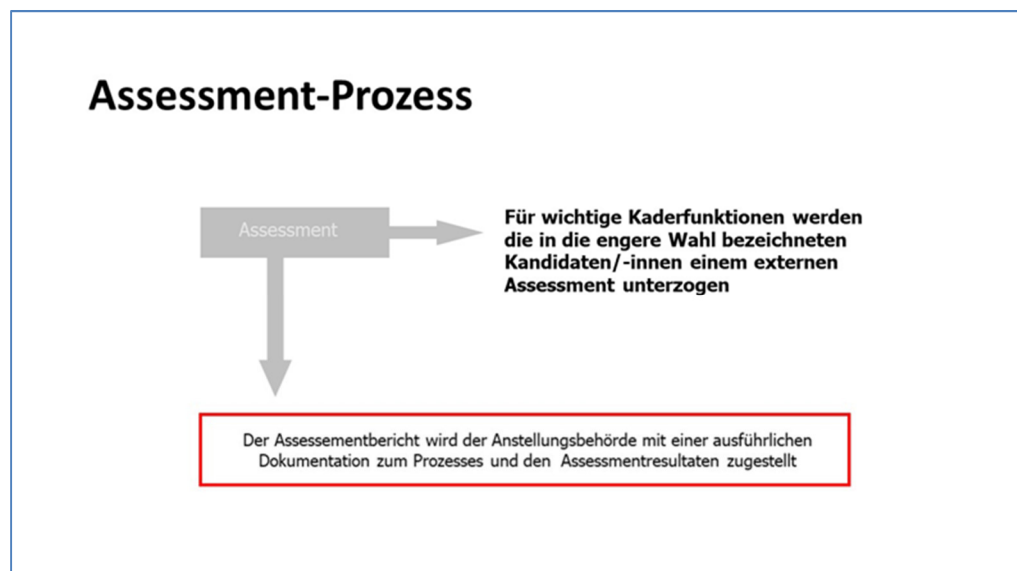 Assessment-Prozess
Assessment
Für wichtige Kaderfunktionen werden
die in die engere Wahl bezeichneten
Kandidaten/-innen einem externen
Assessment unterzogen
Der Assessementbericht wird der Anstellungsbehörde mit einer ausführlichen
Dokumentation zum Prozesses und den Assessmentresultaten zugestellt